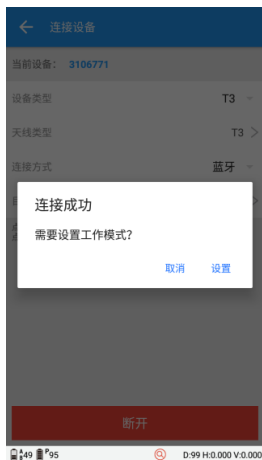 连接设备
当前设备： 3106771
设备类型 T3
天线类型 T3
连接方式 蓝牙
连接成功
需要设置工作模式?
取消 设置
断开
49 P95 D:99 H:0.000 V:0.000